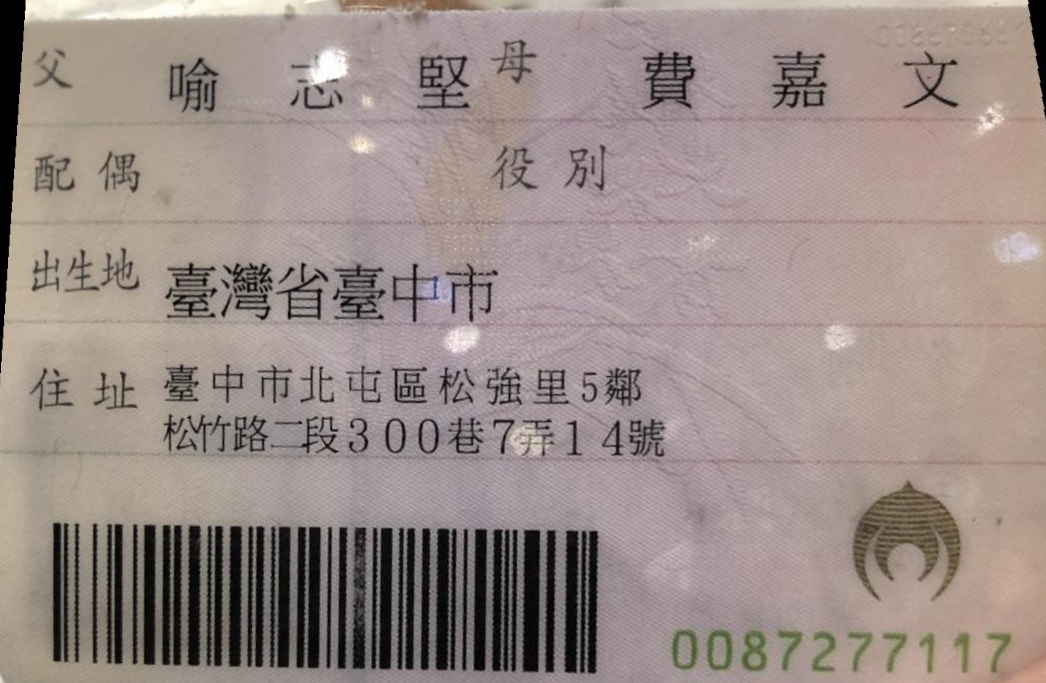 父 喻志堅 母 費嘉文
配偶 役別
出生地 臺灣省臺中市
住址 臺中市北屯區松強里5鄰
松竹路二段300巷7弄14號
0087277117